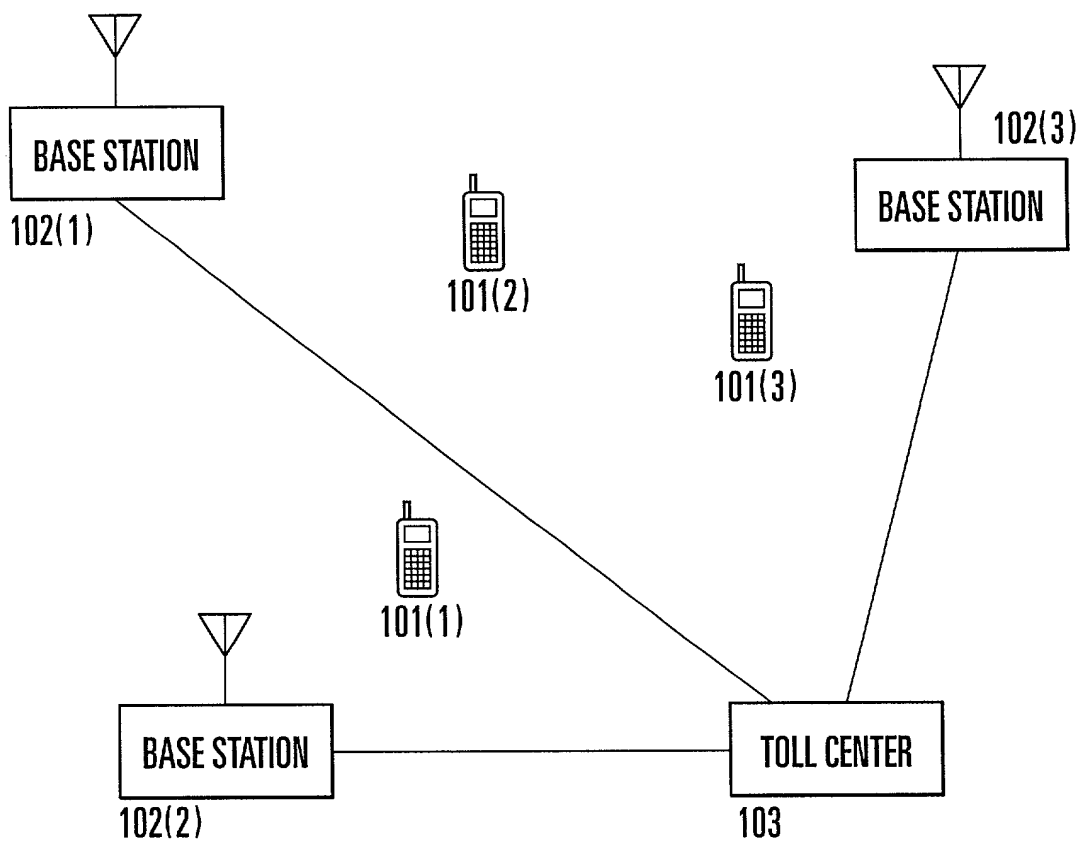 102(3)
BASE STATION
BASE STATION
102(1)
101(2)
101(3)
101(1)
BASE STATION
TOLL CENTER
102(2)
103